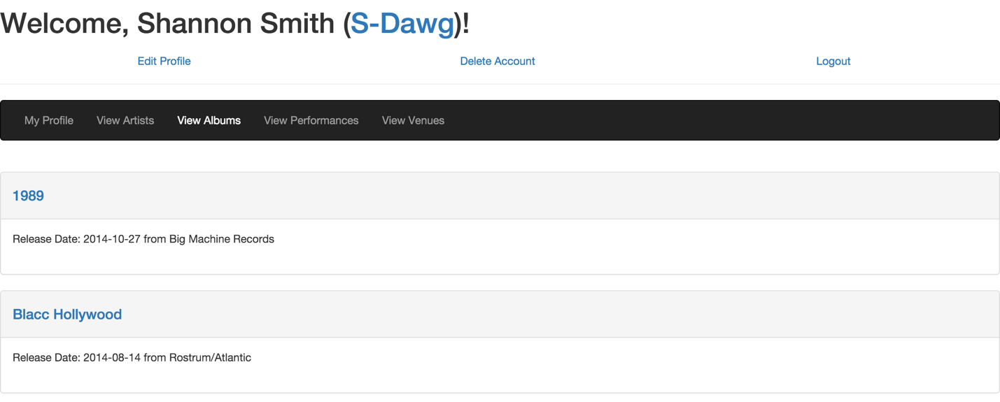 Welcome, Shannon Smith (S-Dawg)!
Edit Profile Delete Account Logout
My Profile View Artists View Albums View Performances View Venues
1989
Release Date: 2014-10-27 from Big Machine Records
Blacc Hollywood
Release Date: 2014-08-14 from Rostrum/Atlantic